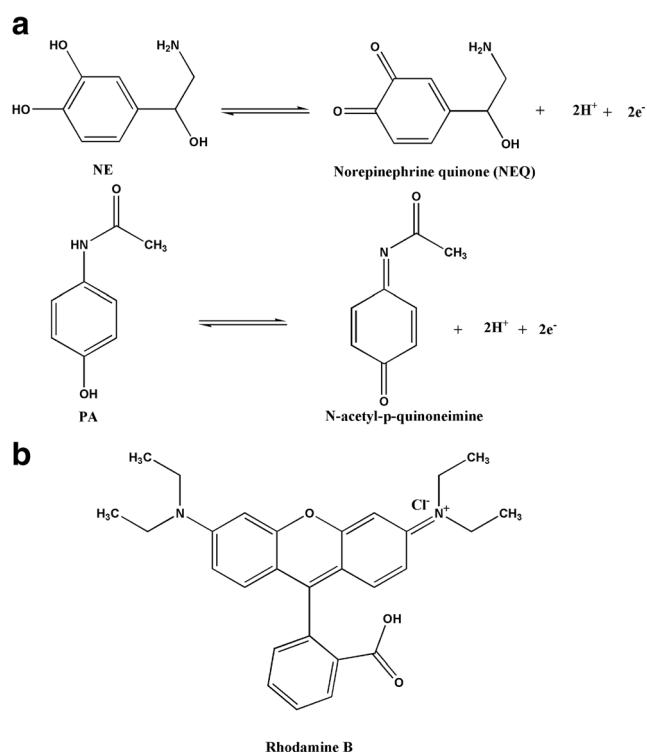 a
HO
H₂N
HO
OH
NE
O
H₂N
O
OH
+ 2H⁺ + 2e⁻
Norepinephrine quinone (NEQ)
O
HN
CH₃
OH
PA
O
N
CH₃
O
+ 2H⁺ + 2e⁻
N-acetyl-p-quinoneimine
b
H₃C
CH₃
Cl⁻
H₃C
N
O
N⁺
CH₃
OH
O
Rhodamine B